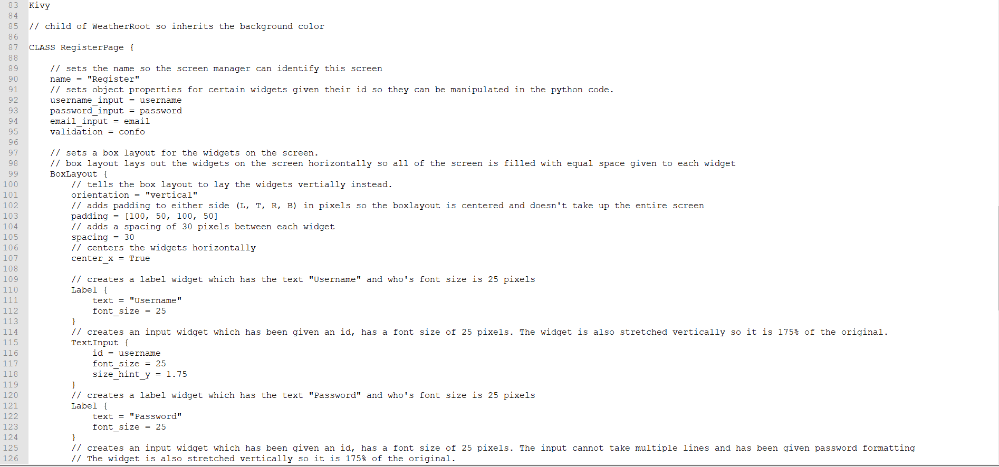 83 Kivy
84
85 // child of WeatherRoot so inherits the background color
86
87 CLASS RegisterPage {
88
89     // sets the name so the screen manager can identify this screen
90     name = "Register"
91     // sets object properties for certain widgets given their id so they can be manipulated in the python code.
92     username_input = username
93     password_input = password
94     email_input = email
95     validation = confo
96
97     // sets a box layout for the widgets on the screen.
98     // box layout lays out the widgets on the screen horizontally so all of the screen is filled with equal space given to each widget
99     BoxLayout {
100         // tells the box layout to lay the widgets vertially instead.
101         orientation = "vertical"
102         // adds padding to either side (L, T, R, B) in pixels so the boxlayout is centered and doesn't take up the entire screen
103         padding = [100, 50, 100, 50]
104         // adds a spacing of 30 pixels between each widget
105         spacing = 30
106         // centers the widgets horizontally
107         center_x = True
108
109         // creates a label widget which has the text "Username" and who's font size is 25 pixels
110         Label {
111             text = "Username"
112             font_size = 25
113         }
114         // creates an input widget which has been given an id, has a font size of 25 pixels. The widget is also stretched vertically so it is 175% of the original.
115         TextInput {
116             id = username
117             font_size = 25
118             size_hint_y = 1.75
119         }
120         // creates a label widget which has the text "Password" and who's font size is 25 pixels
121         Label {
122             text = "Password"
123             font_size = 25
124         }
125         // creates an input widget which has been given an id, has a font size of 25 pixels. The input cannot take multiple lines and has been given password formatting
126         // The widget is also stretched vertically so it is 175% of the original.